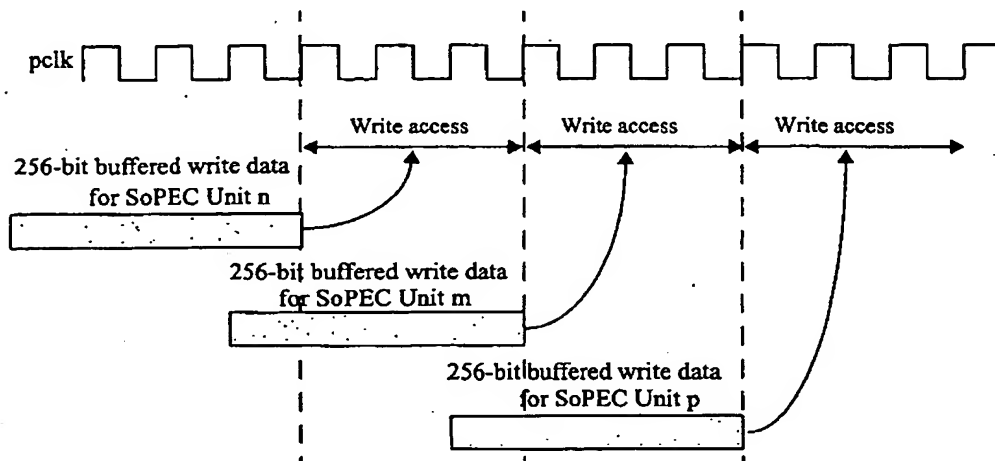 pclk
Write access
Write access
Write access
256-bit buffered write data
for SoPEC Unit n
256-bit buffered write data
for SoPEC Unit m
256-bit buffered write data
for SoPEC Unit p